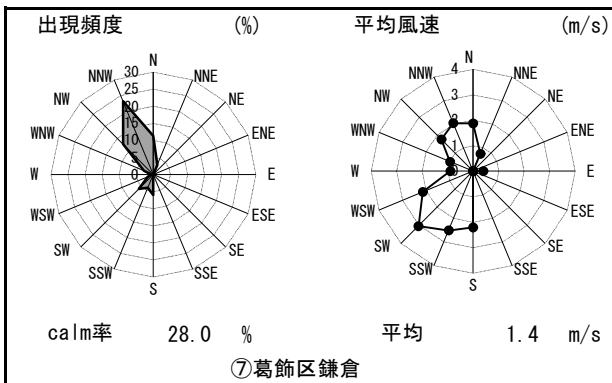 出現頻度 (%)
N
NNW NNE
NW NE
WNW ENE
W E
WSW ESE
SW SE
SSW SSE
S
30
25
20
15
10
5
0
calm率 28.0 %
平均風速 (m/s)
N
NNW NNE
NW NE
WNW ENE
W E
WSW ESE
SW SE
SSW SSE
S
4
3
2
1
0
平均 1.4 m/s
⑦葛飾区鎌倉